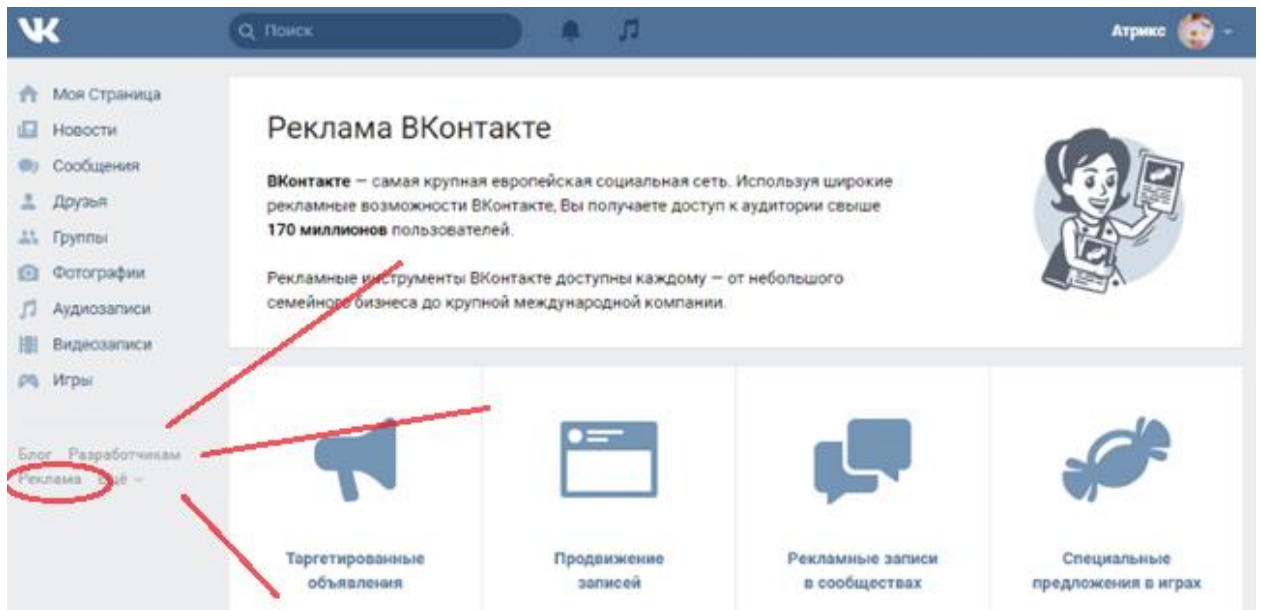 Поиск
Атрикс
Моя Страница
Новости
Сообщения
Друзья
Группы
Фотографии
Аудиозаписи
Видеозаписи
Игры
Блог Разработчикам
Реклама Ещё
Реклама ВКонтакте
ВКонтакте — самая крупная европейская социальная сеть. Используя широкие
рекламные возможности ВКонтакте, Вы получаете доступ к аудитории свыше
170 миллионов пользователей.
Рекламные инструменты ВКонтакте доступны каждому — от небольшого
семейного бизнеса до крупной международной компании.
Таргетированные
объявления
Продвижение
записей
Рекламные записи
в сообществах
Специальные
предложения в играх